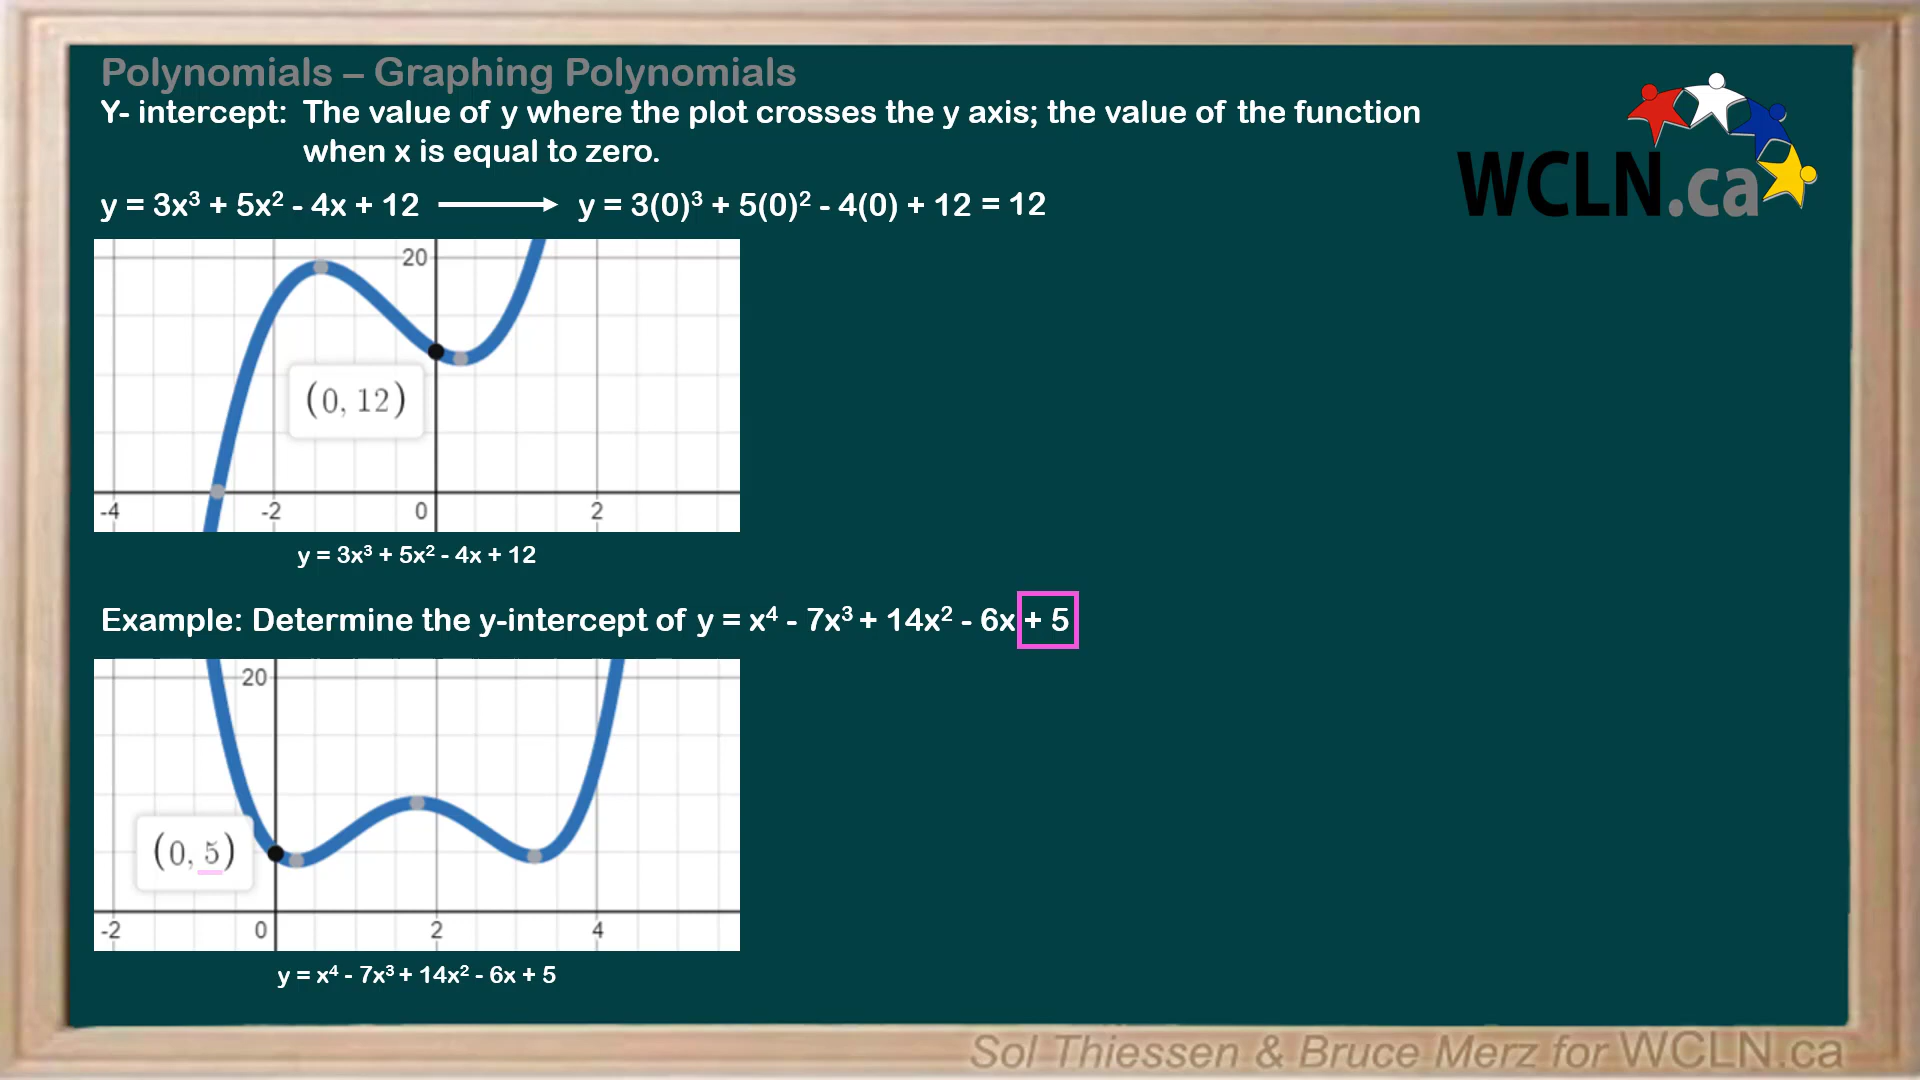 Polynomials – Graphing Polynomials
Y- intercept: The value of y where the plot crosses the y axis; the value of the function
when x is equal to zero.
WCLN.ca
y = 3x³ + 5x² - 4x + 12 ⟶ y = 3(0)³ + 5(0)² - 4(0) + 12 = 12
20
(0, 12)
-4 -2 0 2
y = 3x³ + 5x² - 4x + 12
Example: Determine the y-intercept of y = x⁴ - 7x³ + 14x² - 6x + 5
20
(0, 5)
-2 0 2 4
y = x⁴ - 7x³ + 14x² - 6x + 5
Sol Thiessen & Bruce Merz for WCLN.ca